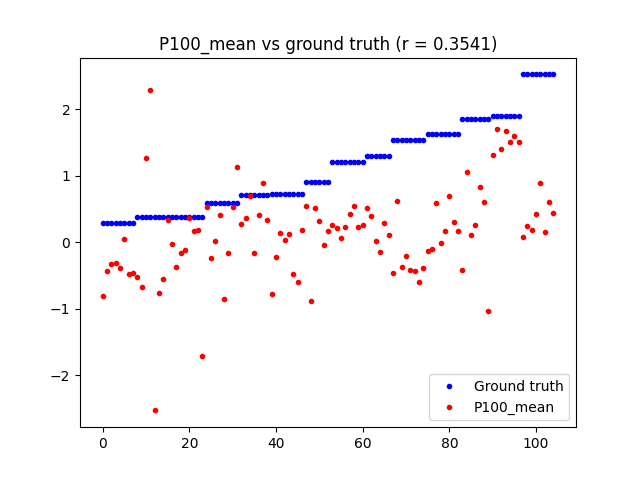 P100_mean vs ground truth (r = 0.3541)
2
1
0
−1
−2
Ground truth
P100_mean
0 20 40 60 80 100